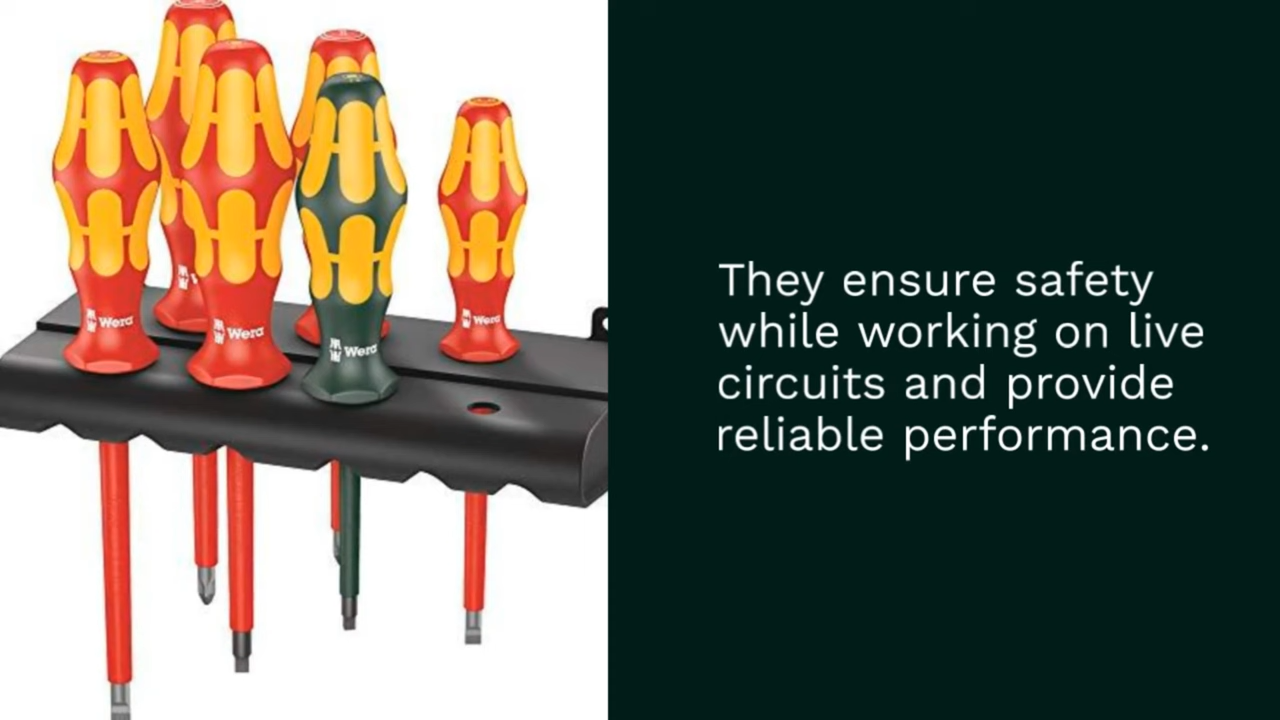 Wera
Wera
Wera
Wera
They ensure safety
while working on live
circuits and provide
reliable performance.